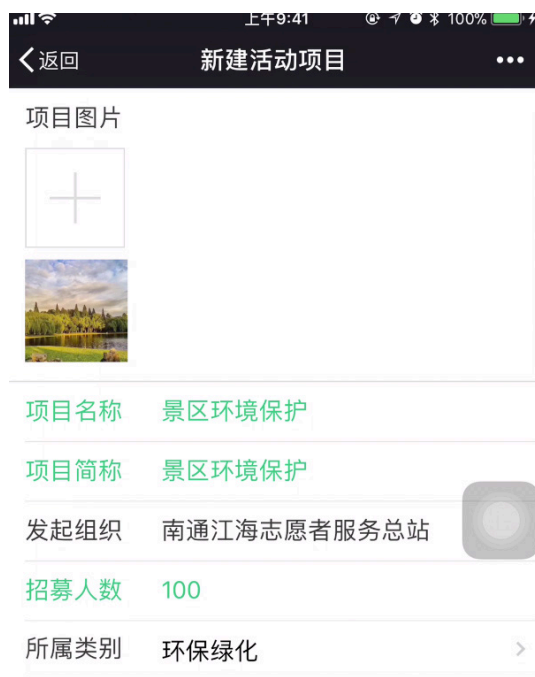 上午9:41 100%
返回 新建活动项目
项目图片
项目名称 景区环境保护
项目简称 景区环境保护
发起组织 南通江海志愿者服务总站
招募人数 100
所属类别 环保绿化